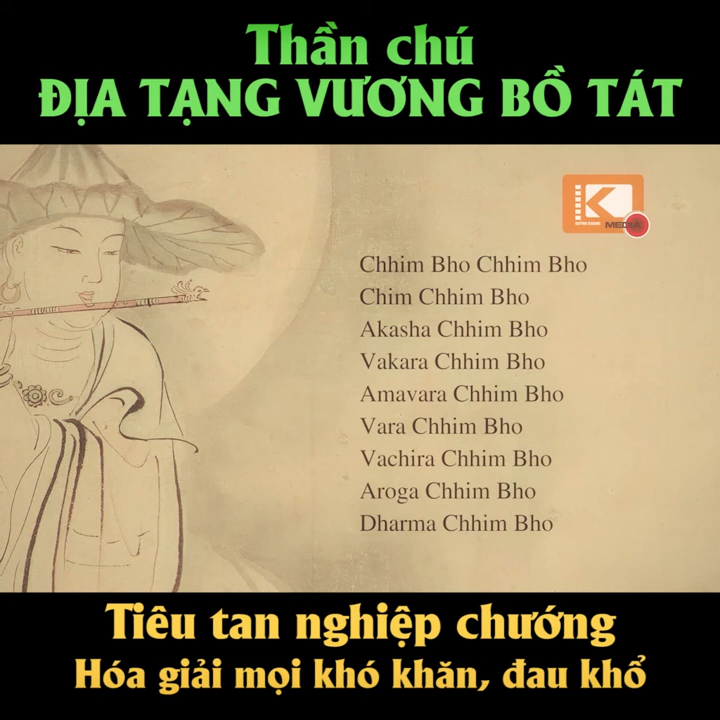 Thần chú
ĐỊA TẠNG VƯƠNG BỒ TÁT
K
MEDIA
Chhim Bho Chhim Bho
Chim Chhim Bho
Akasha Chhim Bho
Vakara Chhim Bho
Amavara Chhim Bho
Vara Chhim Bho
Vachira Chhim Bho
Aroga Chhim Bho
Dharma Chhim Bho
Tiêu tan nghiệp chướng
Hóa giải mọi khó khăn, đau khổ